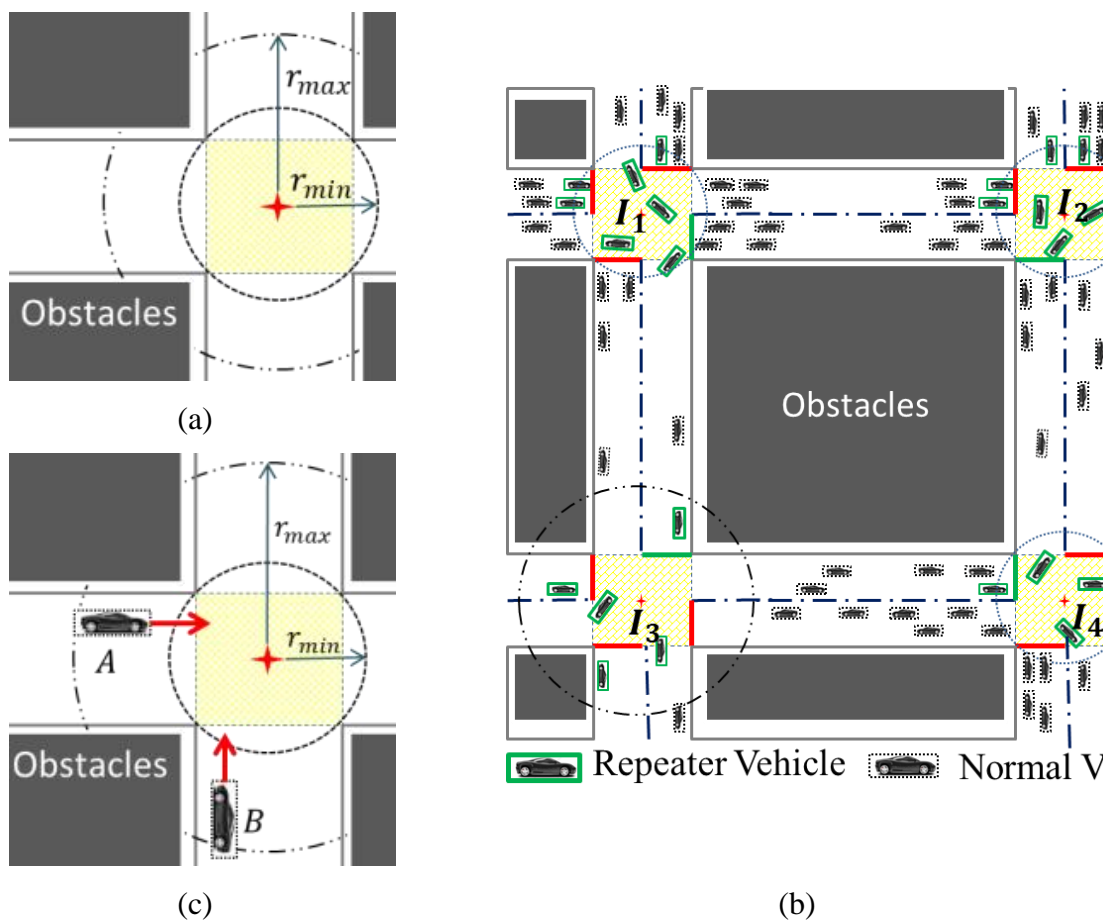 r_max
r_min
Obstacles
(a)
I_1
I_2
Obstacles
I_3
I_4
Repeater Vehicle
Normal V
(b)
r_max
r_min
A
Obstacles
B
(c)